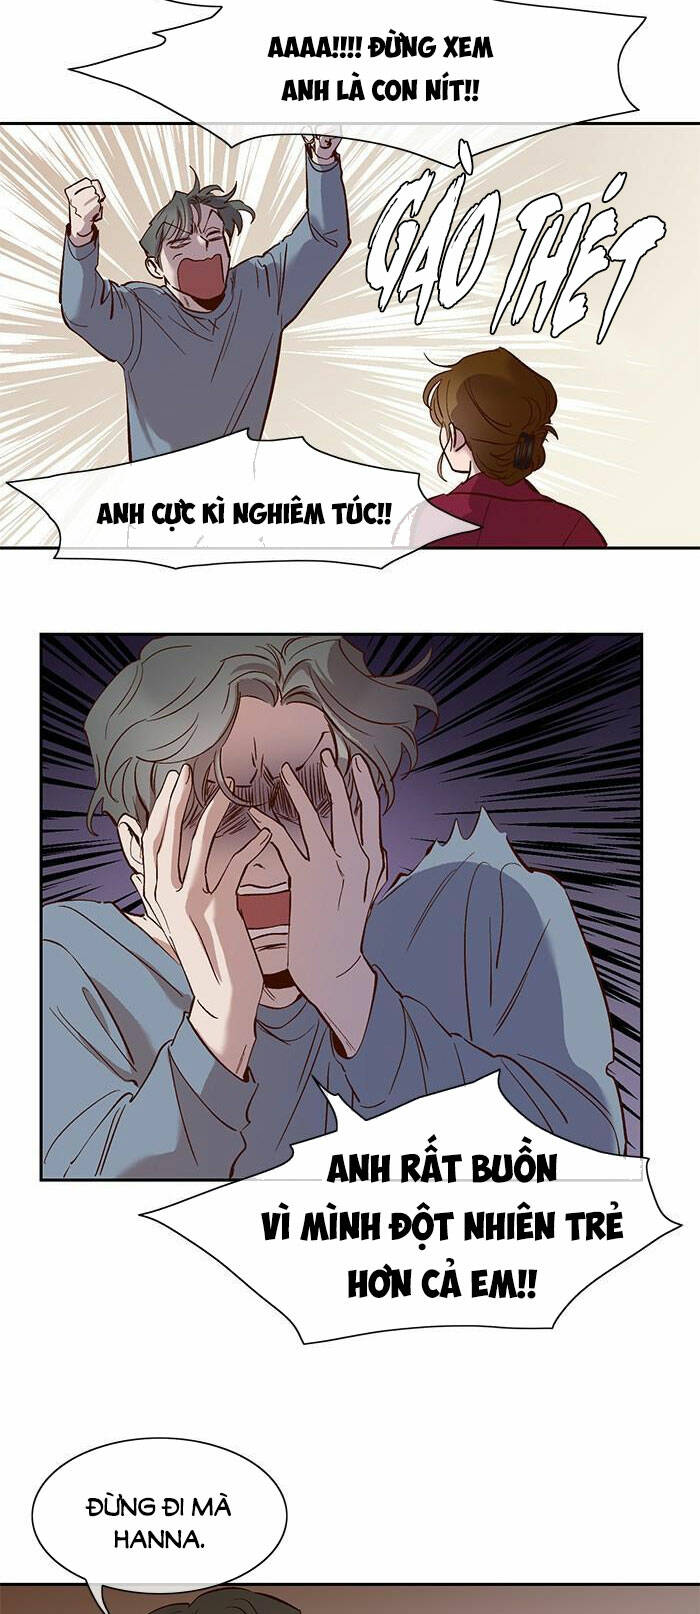 AAAA!!!! ĐỪNG XEM
ANH LÀ CON NÍT!!
GÀO THÉT
ANH CỰC KÌ NGHIÊM TÚC!!
ANH RẤT BUỒN
VÌ MÌNH ĐỘT NHIÊN TRẺ
HƠN CẢ EM!!
ĐỪNG ĐI MÀ
HANNA.